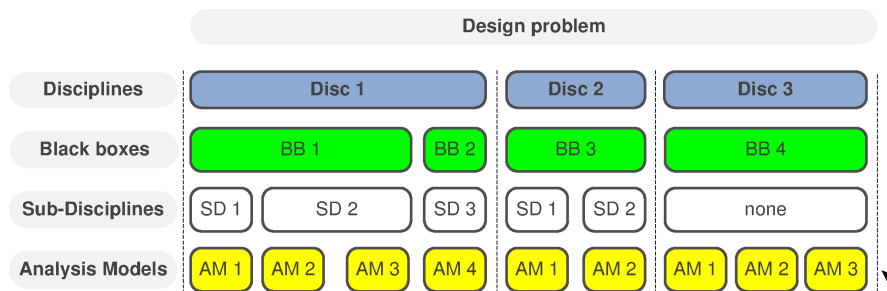 Design problem
Disciplines Disc 1 Disc 2 Disc 3
Black boxes BB 1 BB 2 BB 3 BB 4
Sub-Disciplines SD 1 SD 2 SD 3 SD 1 SD 2 none
Analysis Models AM 1 AM 2 AM 3 AM 4 AM 1 AM 2 AM 1 AM 2 AM 3